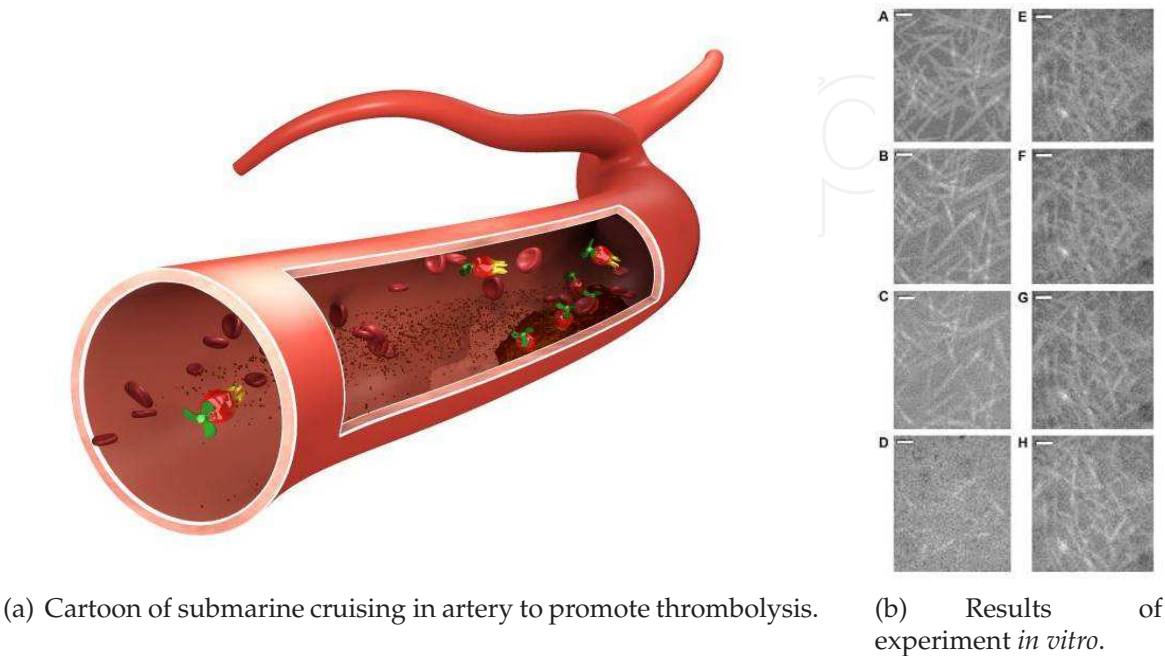 A
E
B
F
C
G
D
H
(a) Cartoon of submarine cruising in artery to promote thrombolysis.
(b) Results of
experiment in vitro.